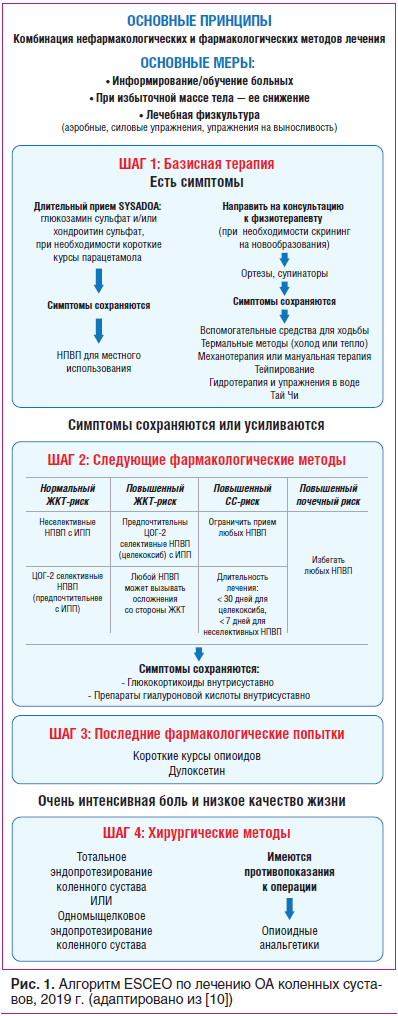 ОСНОВНЫЕ ПРИНЦИПЫ
Комбинация нефармакологических и фармакологических методов лечения
ОСНОВНЫЕ МЕРЫ:
• Информирование/обучение больных
• При избыточной массе тела — ее снижение
• Лечебная физкультура
(аэробные, силовые упражнения, упражнения на выносливость)
ШАГ 1: Базисная терапия
Есть симптомы
Длительный прием SYSADOA:
глюкозамин сульфат и/или
хондроитин сульфат,
при необходимости короткие
курсы парацетамола
Симптомы сохраняются
НПВП для местного
использования
Направить на консультацию
к физиотерапевту
(при необходимости скрининг
на новообразования)
Ортезы, супинаторы
Симптомы сохраняются
Вспомогательные средства для ходьбы
Термальные методы (холод или тепло)
Механотерапия или мануальная терапия
Тейпирование
Гидротерапия и упражнения в воде
Тай Чи
Симптомы сохраняются или усиливаются
ШАГ 2: Следующие фармакологические методы
Нормальный
ЖКТ-риск
Повышенный
ЖКТ-риск
Повышенный
СС-риск
Повышенный
почечный риск
Неселективные
НПВП с ИПП
Предпочтительны
ЦОГ-2
селективные НПВП
(целекоксиб) с ИПП
Ограничить прием
любых НПВП
Избегать
любых НПВП
ЦОГ-2 селективные
НПВП
(предпочтительнее
с ИПП)
Любой НПВП
может вызывать
осложнения
со стороны ЖКТ
Длительность
лечения:
< 30 дней для
целекоксиба,
< 7 дней для
неселективных НПВП
Симптомы сохраняются:
- Глюкокортикоиды внутрисуставно
- Препараты гиалуроновой кислоты внутрисуставно
ШАГ 3: Последние фармакологические попытки
Короткие курсы опиоидов
Дулоксетин
Очень интенсивная боль и низкое качество жизни
ШАГ 4: Хирургические методы
Тотальное
эндопротезирование
коленного сустава
ИЛИ
Одномыщелковое
эндопротезирование
коленного сустава
Имеются
противопоказания
к операции
Опиоидные
анальгетики
Рис. 1. Алгоритм ESCEO по лечению ОА коленных суста-
вов, 2019 г. (адаптировано из [10])